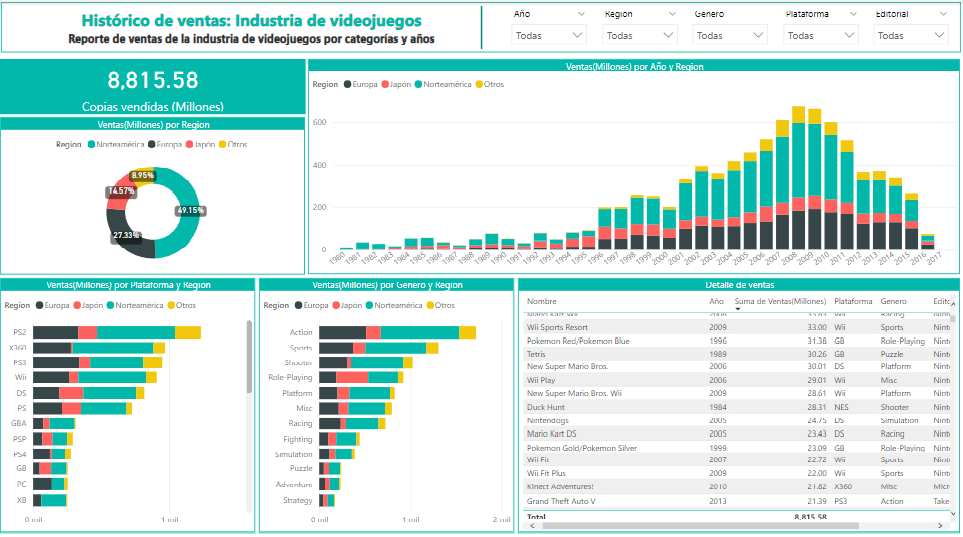 Histórico de ventas: Industria de videojuegos
Reporte de ventas de la industria de videojuegos por categorías y años
Año Region Genero Plataforma Editorial
Todas Todas Todas Todas Todas
8,815.58
Copias vendidas (Millones)
Ventas(Millones) por Region
Region Norteamérica Europa Japón Otros
8.95%
14.57%
49.15%
27.33%
Ventas(Millones) por Año y Region
Region Europa Japón Norteamérica Otros
600
400
200
0
1980 1981 1982 1983 1984 1985 1986 1987 1988 1989 1990 1991 1992 1993 1994 1995 1996 1997 1998 1999 2000 2001 2002 2003 2004 2005 2006 2007 2008 2009 2010 2011 2012 2013 2014 2015 2016 2017
Ventas(Millones) por Plataforma y Region
Region Europa Japón Norteamérica Otros
PS2
X360
PS3
Wii
DS
PS
GBA
PSP
PS4
GB
PC
XB
0 mil 1 mil
Ventas(Millones) por Genero y Region
Region Europa Japón Norteamérica Otros
Action
Sports
Shooter
Role-Playing
Platform
Misc
Racing
Fighting
Simulation
Puzzle
Adventure
Strategy
0 mil 1 mil 2 mil
Detalle de ventas
Nombre Año Suma de Ventas(Millones) Plataforma Genero Edito
Mario Kart Wii 2008 35.83 Wii Racing Ninte
Wii Sports Resort 2009 33.00 Wii Sports Ninte
Pokemon Red/Pokemon Blue 1996 31.38 GB Role-Playing Ninte
Tetris 1989 30.26 GB Puzzle Ninte
New Super Mario Bros. 2006 30.01 DS Platform Ninte
Wii Play 2006 29.01 Wii Misc Ninte
New Super Mario Bros. Wii 2009 28.61 Wii Platform Ninte
Duck Hunt 1984 28.31 NES Shooter Ninte
Nintendogs 2005 24.75 DS Simulation Ninte
Mario Kart DS 2005 23.43 DS Racing Ninte
Pokemon Gold/Pokemon Silver 1999 23.09 GB Role-Playing Ninte
Wii Fit 2007 22.72 Wii Sports Ninte
Wii Fit Plus 2009 22.00 Wii Sports Ninte
Kinect Adventures! 2010 21.82 X360 Misc Micro
Grand Theft Auto V 2013 21.39 PS3 Action Take
Total 8,815.58